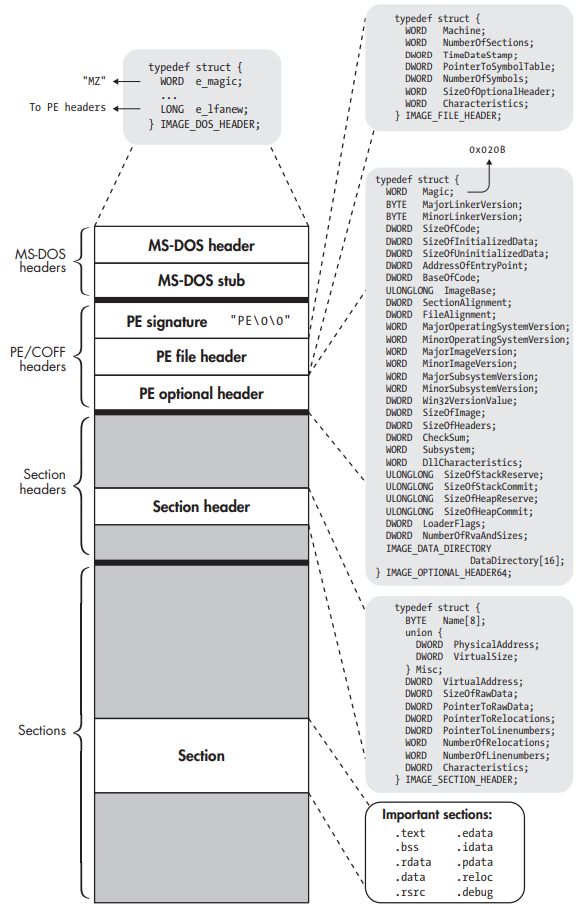 typedef struct {
WORD e_magic;
...
LONG e_lfanew;
} IMAGE_DOS_HEADER;
"MZ"
To PE headers
MS-DOS headers
MS-DOS header
MS-DOS stub
PE/COFF headers
PE signature "PE\0\0"
PE file header
PE optional header
Section headers
Section header
Sections
Section
typedef struct {
WORD Machine;
WORD NumberOfSections;
DWORD TimeDateStamp;
DWORD PointerToSymbolTable;
DWORD NumberOfSymbols;
WORD SizeOfOptionalHeader;
WORD Characteristics;
} IMAGE_FILE_HEADER;
0x020B
typedef struct {
WORD Magic;
BYTE MajorLinkerVersion;
BYTE MinorLinkerVersion;
DWORD SizeOfCode;
DWORD SizeOfInitializedData;
DWORD SizeOfUninitializedData;
DWORD AddressOfEntryPoint;
DWORD BaseOfCode;
ULONGLONG ImageBase;
DWORD SectionAlignment;
DWORD FileAlignment;
WORD MajorOperatingSystemVersion;
WORD MinorOperatingSystemVersion;
WORD MajorImageVersion;
WORD MinorImageVersion;
WORD MajorSubsystemVersion;
WORD MinorSubsystemVersion;
DWORD Win32VersionValue;
DWORD SizeOfImage;
DWORD SizeOfHeaders;
DWORD CheckSum;
WORD Subsystem;
WORD DllCharacteristics;
ULONGLONG SizeOfStackReserve;
ULONGLONG SizeOfStackCommit;
ULONGLONG SizeOfHeapReserve;
ULONGLONG SizeOfHeapCommit;
DWORD LoaderFlags;
DWORD NumberOfRvaAndSizes;
IMAGE_DATA_DIRECTORY
DataDirectory[16];
} IMAGE_OPTIONAL_HEADER64;
typedef struct {
BYTE Name[8];
union {
DWORD PhysicalAddress;
DWORD VirtualSize;
} Misc;
DWORD VirtualAddress;
DWORD SizeOfRawData;
DWORD PointerToRawData;
DWORD PointerToRelocations;
DWORD PointerToLinenumbers;
WORD NumberOfRelocations;
WORD NumberOfLinenumbers;
DWORD Characteristics;
} IMAGE_SECTION_HEADER;
Important sections:
.text .edata
.bss .idata
.rdata .pdata
.data .reloc
.rsrc .debug